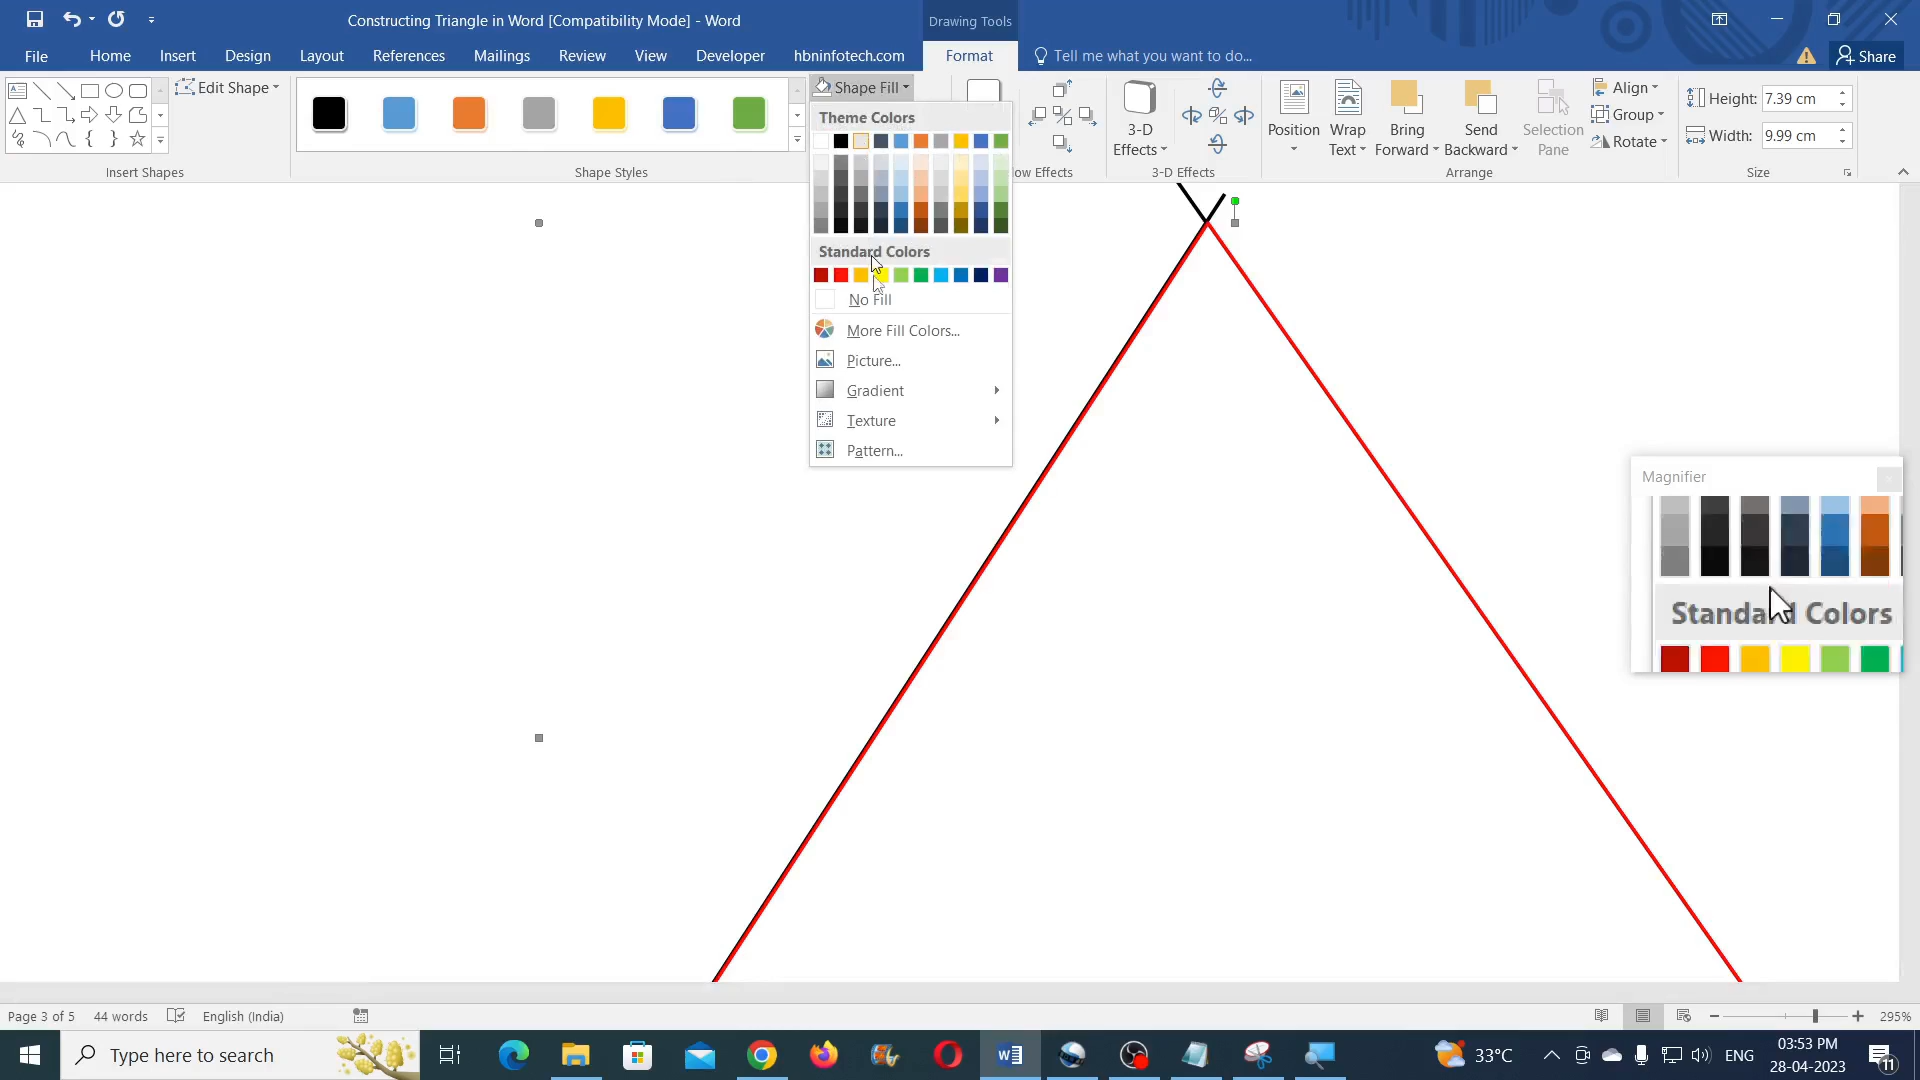 Constructing Triangle in Word [Compatibility Mode] - Word
Drawing Tools
File Home Insert Design Layout References Mailings Review View Developer hbninfotech.com Format Tell me what you want to do... Share
Edit Shape
Shape Fill
Insert Shapes
Shape Styles
Theme Colors
Standard Colors
No Fill
More Fill Colors...
Picture...
Gradient
Texture
Pattern...
3-D
Effects
3-D Effects
Position
Wrap
Text
Bring
Forward
Send
Backward
Selection
Pane
Align
Group
Rotate
Arrange
Height: 7.39 cm
Width: 9.99 cm
Size
Magnifier
Standard Colors
Page 3 of 5 44 words English (India) 295%
Type here to search
33°C
ENG
03:53 PM
28-04-2023
11